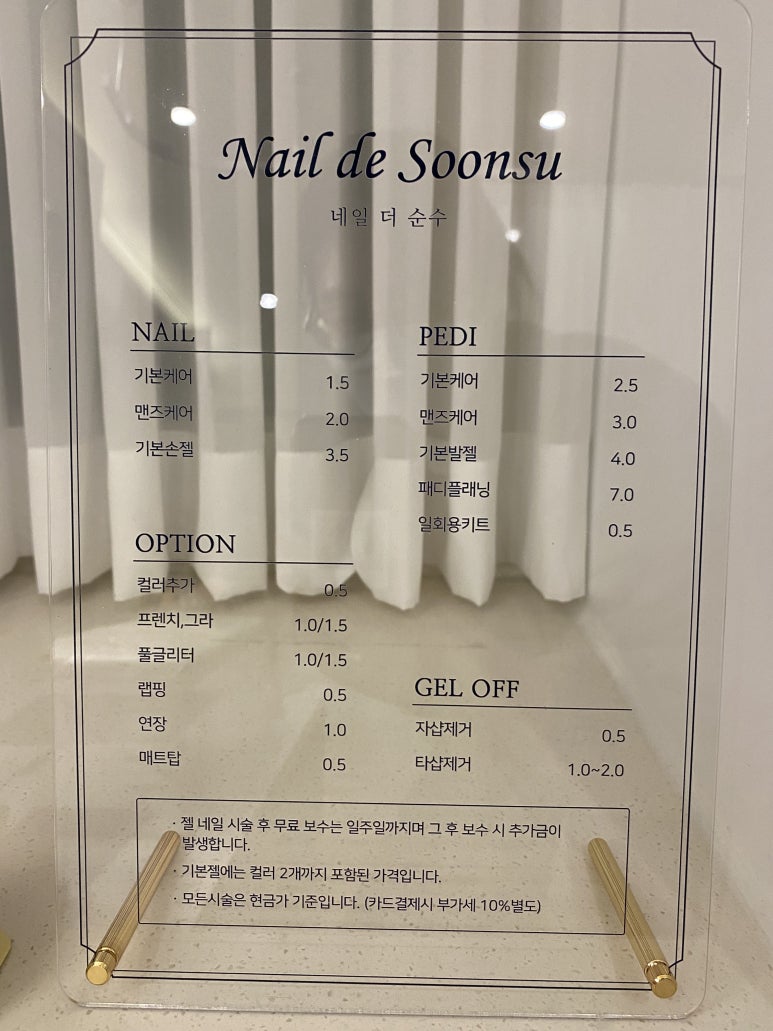 Nail de Soonsu
네일 더 순수
NAIL
기본케어 1.5
맨즈케어 2.0
기본손젤 3.5
OPTION
컬러추가 0.5
프렌치,그라 1.0/1.5
풀글리터 1.0/1.5
랩핑 0.5
연장 1.0
매트탑 0.5
PEDI
기본케어 2.5
맨즈케어 3.0
기본발젤 4.0
패디플래닝 7.0
일회용키트 0.5
GEL OFF
자샵제거 0.5
타샵제거 1.0~2.0
· 젤 네일 시술 후 무료 보수는 일주일까지며 그 후 보수 시 추가금이
발생합니다.
· 기본젤에는 컬러 2개까지 포함된 가격입니다.
· 모든시술은 현금가 기준입니다. (카드결제시 부가세 10%별도)